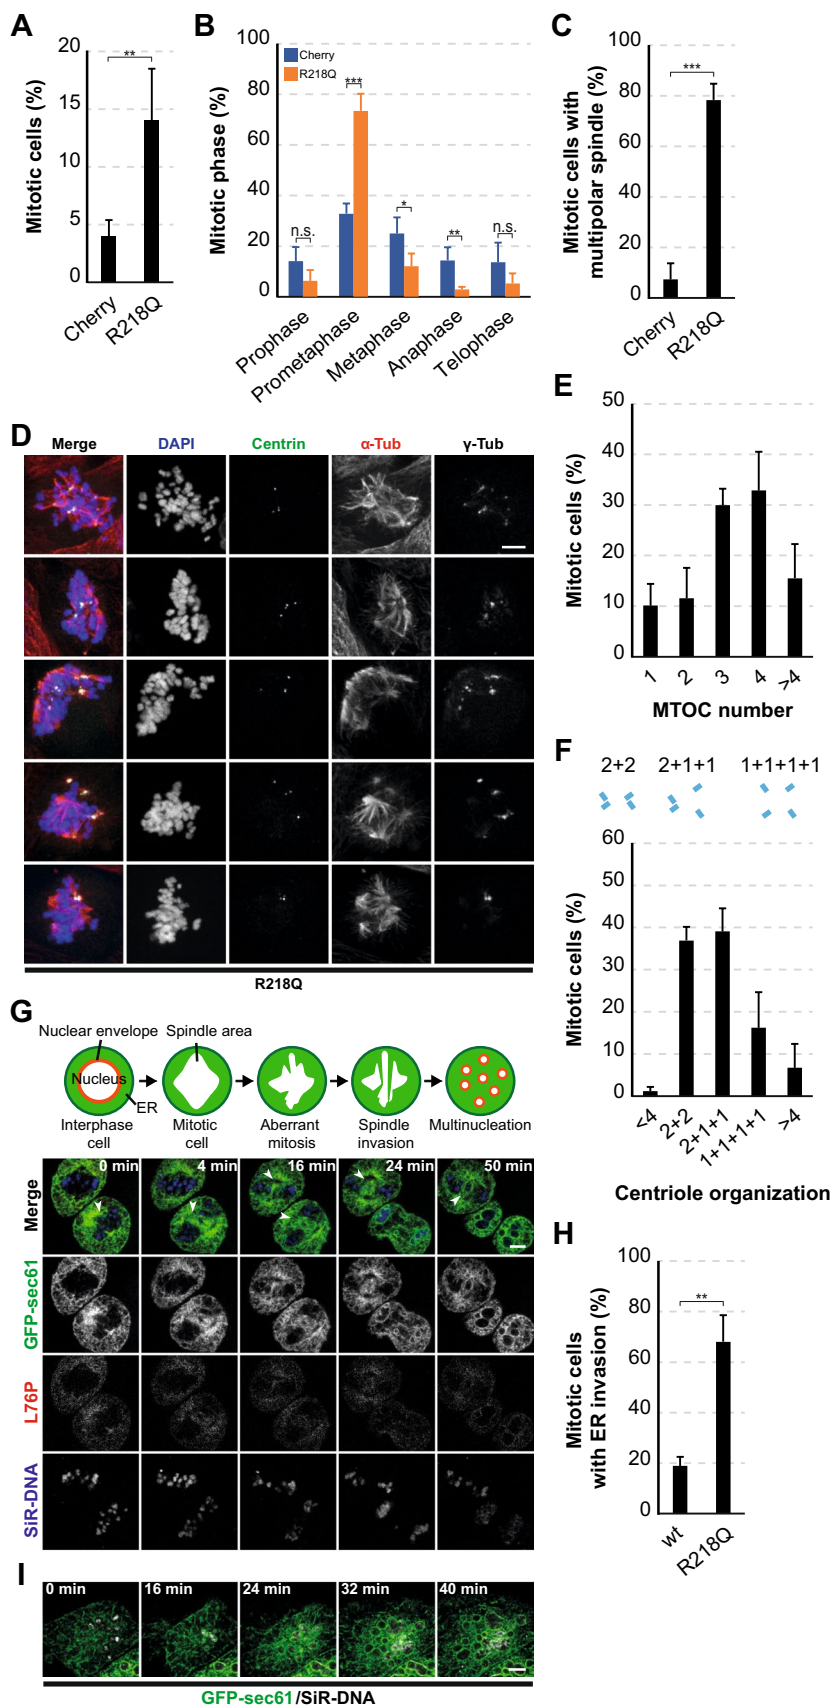 A
Mitotic cells (%)
20
15
10
5
0
**
Cherry
R218Q
B
Mitotic phase (%)
100
80
60
40
20
0
Cherry
R218Q
n.s.
***
*
**
n.s.
Prophase
Prometaphase
Metaphase
Anaphase
Telophase
C
Mitotic cells with
multipolar spindle (%)
100
80
60
40
20
0
***
Cherry
R218Q
D
Merge DAPI Centrin α-Tub γ-Tub
R218Q
E
Mitotic cells (%)
50
40
30
20
10
0
1
2
3
4
>4
MTOC number
F
2+2 2+1+1 1+1+1+1
Mitotic cells (%)
60
50
40
30
20
10
0
<4
2+2
2+1+1
1+1+1+1
>4
Centriole organization
G
Nuclear envelope Spindle area
Nucleus
ER
Interphase
cell
Mitotic
cell
Aberrant
mitosis
Spindle
invasion
Multinucleation
0 min 4 min 16 min 24 min 50 min
Merge
GFP-sec61
L76P
SiR-DNA
H
Mitotic cells
with ER invasion (%)
100
80
60
40
20
0
**
wt
R218Q
I
0 min 16 min 24 min 32 min 40 min
GFP-sec61/SiR-DNA